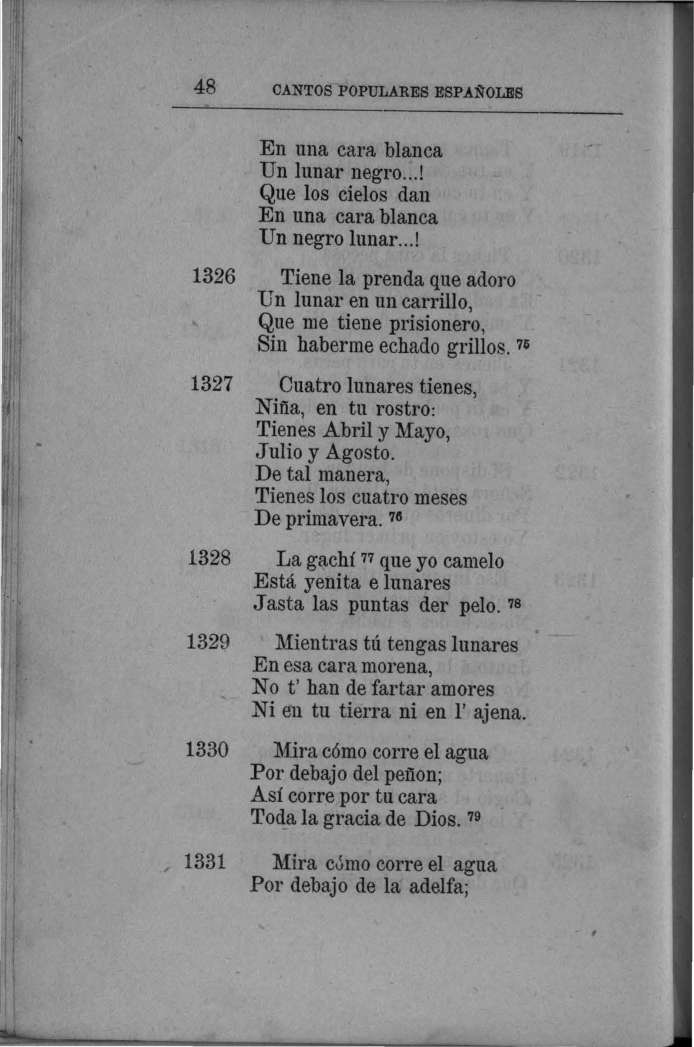 48 CANTOS POPULARES ESPAÑOLES
En una cara blanca
Un lunar negro...!
Que los cielos dan
En una cara blanca
Un negro lunar...!
1326 Tiene la prenda que adoro
Un lunar en un carrillo,
Que me tiene prisionero,
Sin haberme echado grillos. 75
1327 Cuatro lunares tienes,
Niña, en tu rostro:
Tienes Abril y Mayo,
Julio y Agosto.
De tal manera,
Tienes los cuatro meses
De primavera. 76
1328 La gachí 77 que yo camelo
Está yenita e lunares
Jasta las puntas der pelo. 78
1329 Mientras tú tengas lunares
En esa cara morena,
No t' han de fartar amores
Ni en tu tierra ni en l' ajena.
1330 Mira cómo corre el agua
Por debajo del peñon;
Así corre por tu cara
Toda la gracia de Dios. 79
1331 Mira cómo corre el agua
Por debajo de la adelfa;